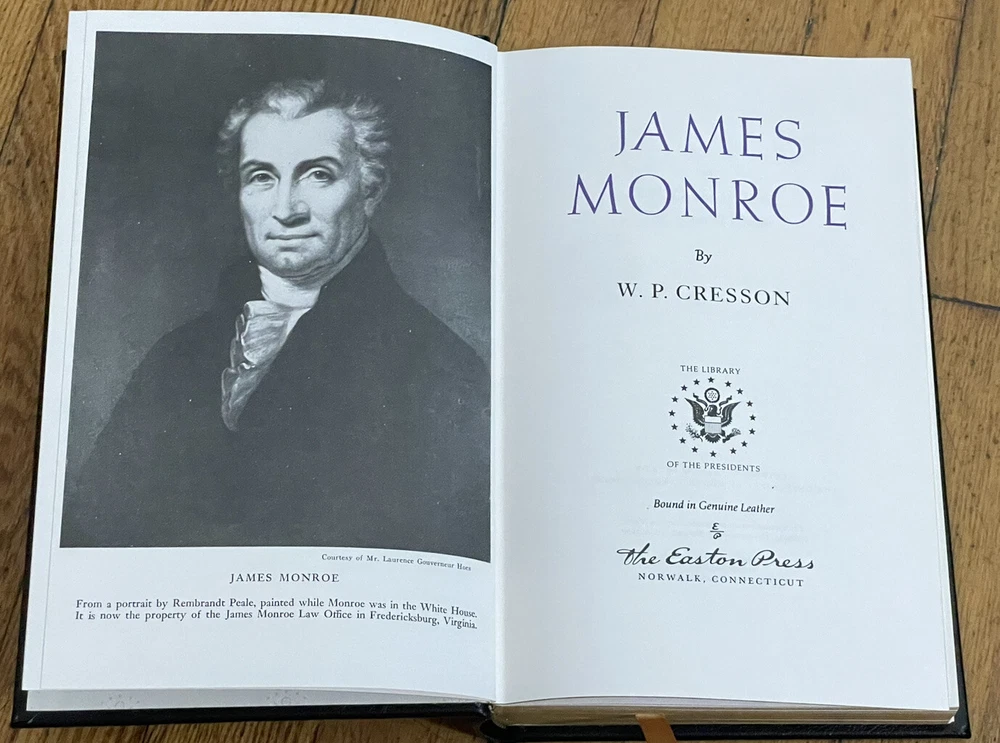 Courtesy of Mr. Laurence Gouverneur Hoes
JAMES MONROE
From a portrait by Rembrandt Peale, painted while Monroe was in the White House.
It is now the property of the James Monroe Law Office in Fredericksburg, Virginia.
JAMES
MONROE
By
W. P. CRESSON
THE LIBRARY
OF THE PRESIDENTS
Bound in Genuine Leather
E
P
The Easton Press
NORWALK, CONNECTICUT